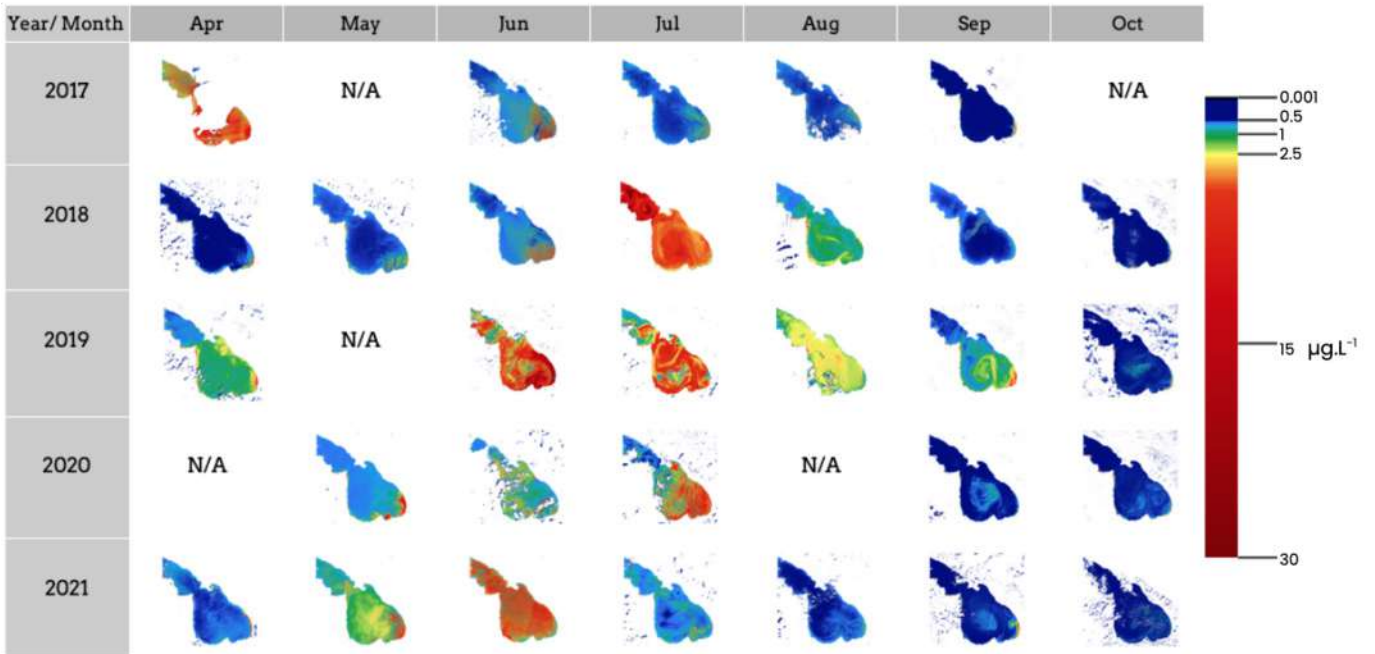 Year/ Month Apr May Jun Jul Aug Sep Oct
2017 N/A N/A
2018
2019 N/A
2020 N/A N/A
2021
0.001
0.5
1
2.5
15 µg.L⁻¹
30